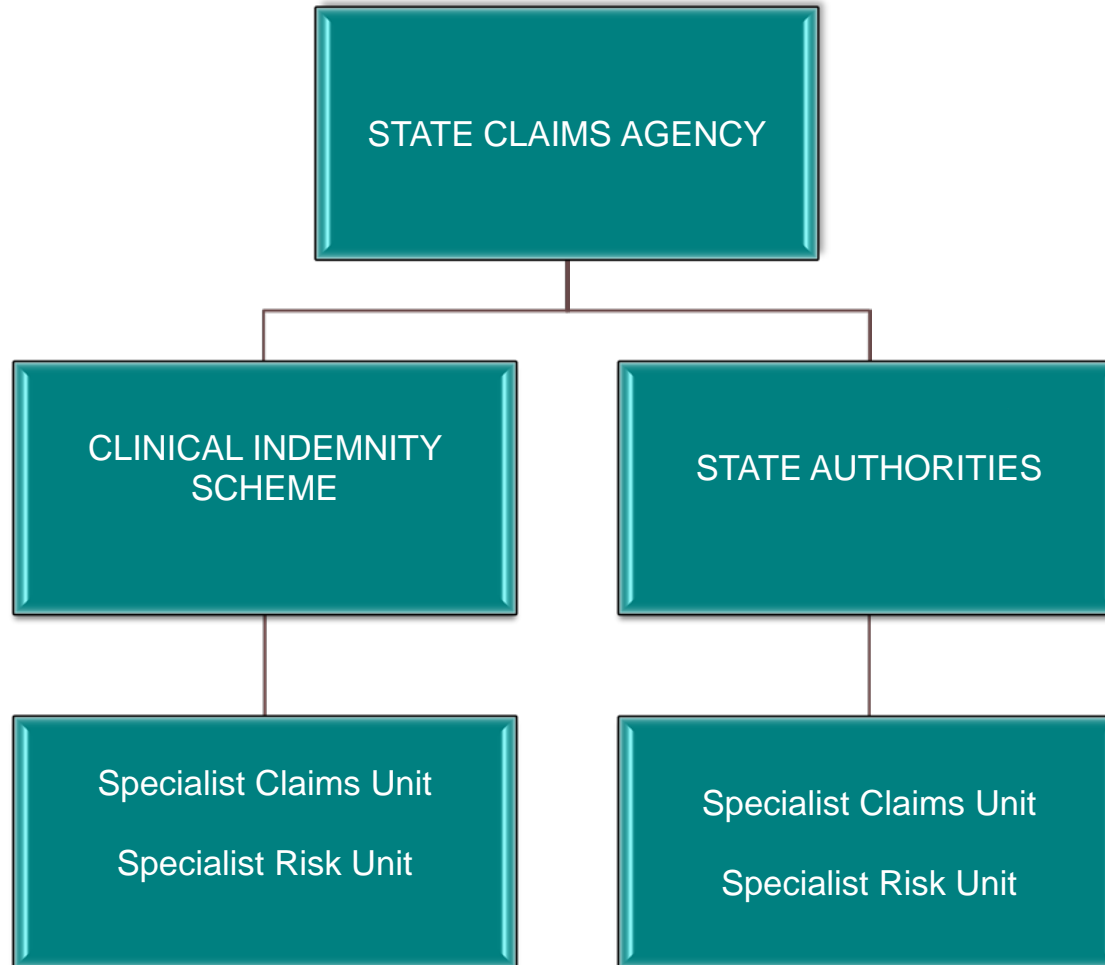 STATE CLAIMS AGENCY
CLINICAL INDEMNITY
SCHEME
STATE AUTHORITIES
Specialist Claims Unit
Specialist Risk Unit
Specialist Claims Unit
Specialist Risk Unit